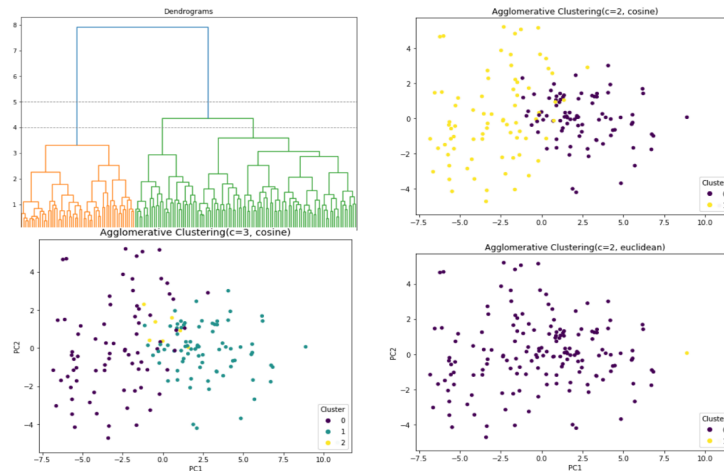 Dendrograms
8
7
6
5
4
3
2
1
Agglomerative Clustering(c=2, cosine)
4
2
0
−2
−4
Cluster
−7.5 −5.0 −2.5 0.0 2.5 5.0 7.5 10.0
PC1
Agglomerative Clustering(c=3, cosine)
4
2
0
−2
−4
PC2
Cluster
0
1
2
−7.5 −5.0 −2.5 0.0 2.5 5.0 7.5 10.0
PC1
Agglomerative Clustering(c=2, euclidean)
4
2
0
−2
−4
Cluster
−7.5 −5.0 −2.5 0.0 2.5 5.0 7.5 10.0
PC1